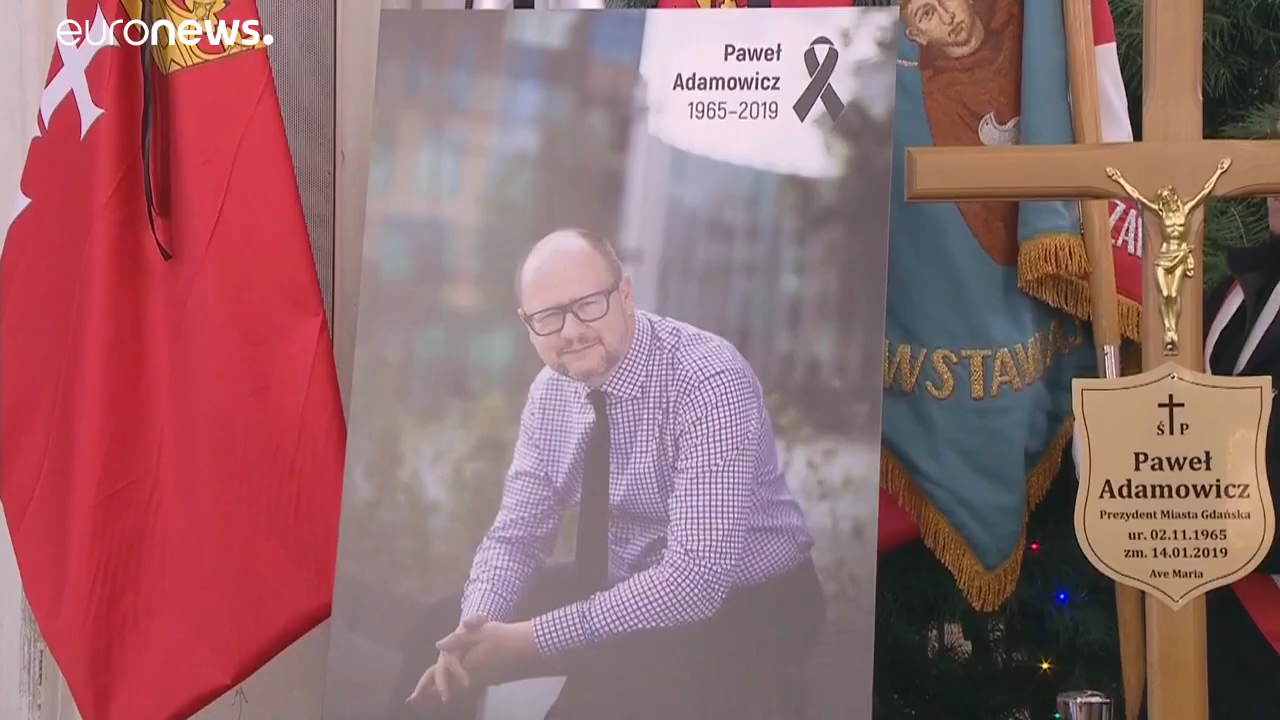 euronews.
Paweł
Adamowicz
1965–2019
WSTAW
Ś P
Paweł
Adamowicz
Prezydent Miasta Gdańska
ur. 02.11.1965
zm. 14.01.2019
Ave Maria